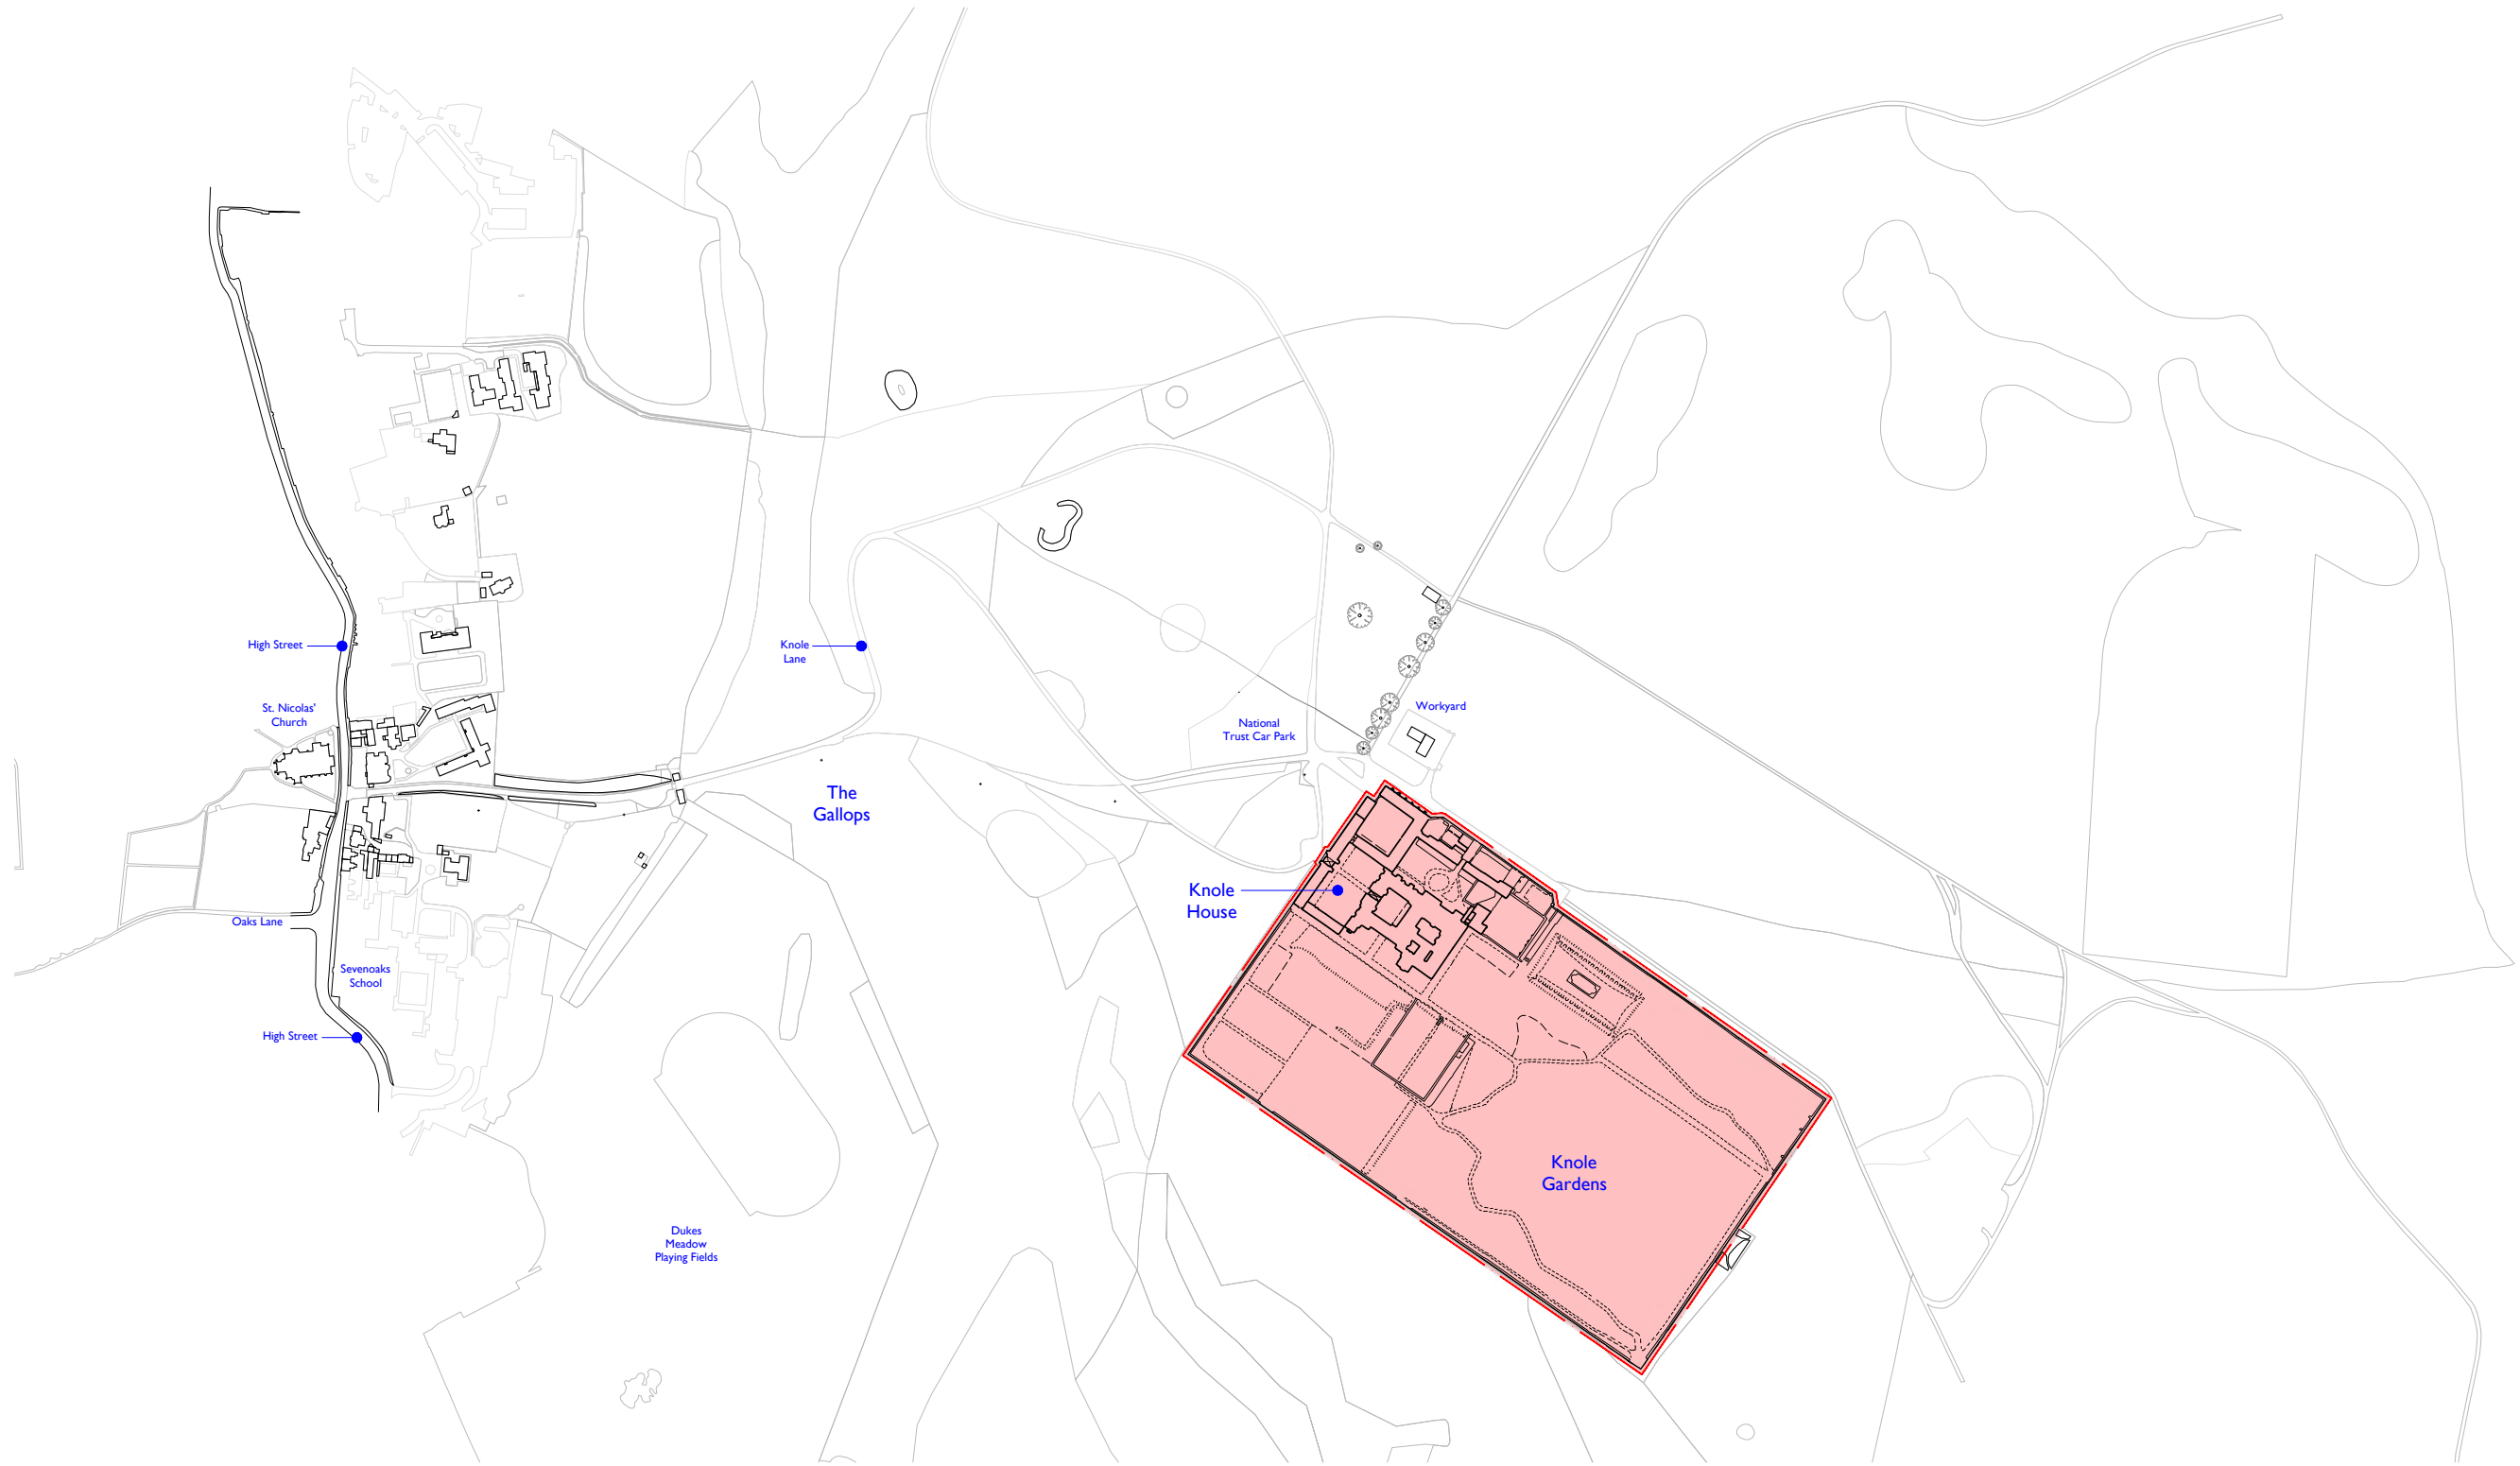 High Street
Knole
Lane
St. Nicolas'
Church
Workyard
National
Trust Car Park
The
Gallops
Knole
House
Oaks Lane
Sevenoaks
School
High Street
Knole
Gardens
Dukes
Meadow
Playing Fields